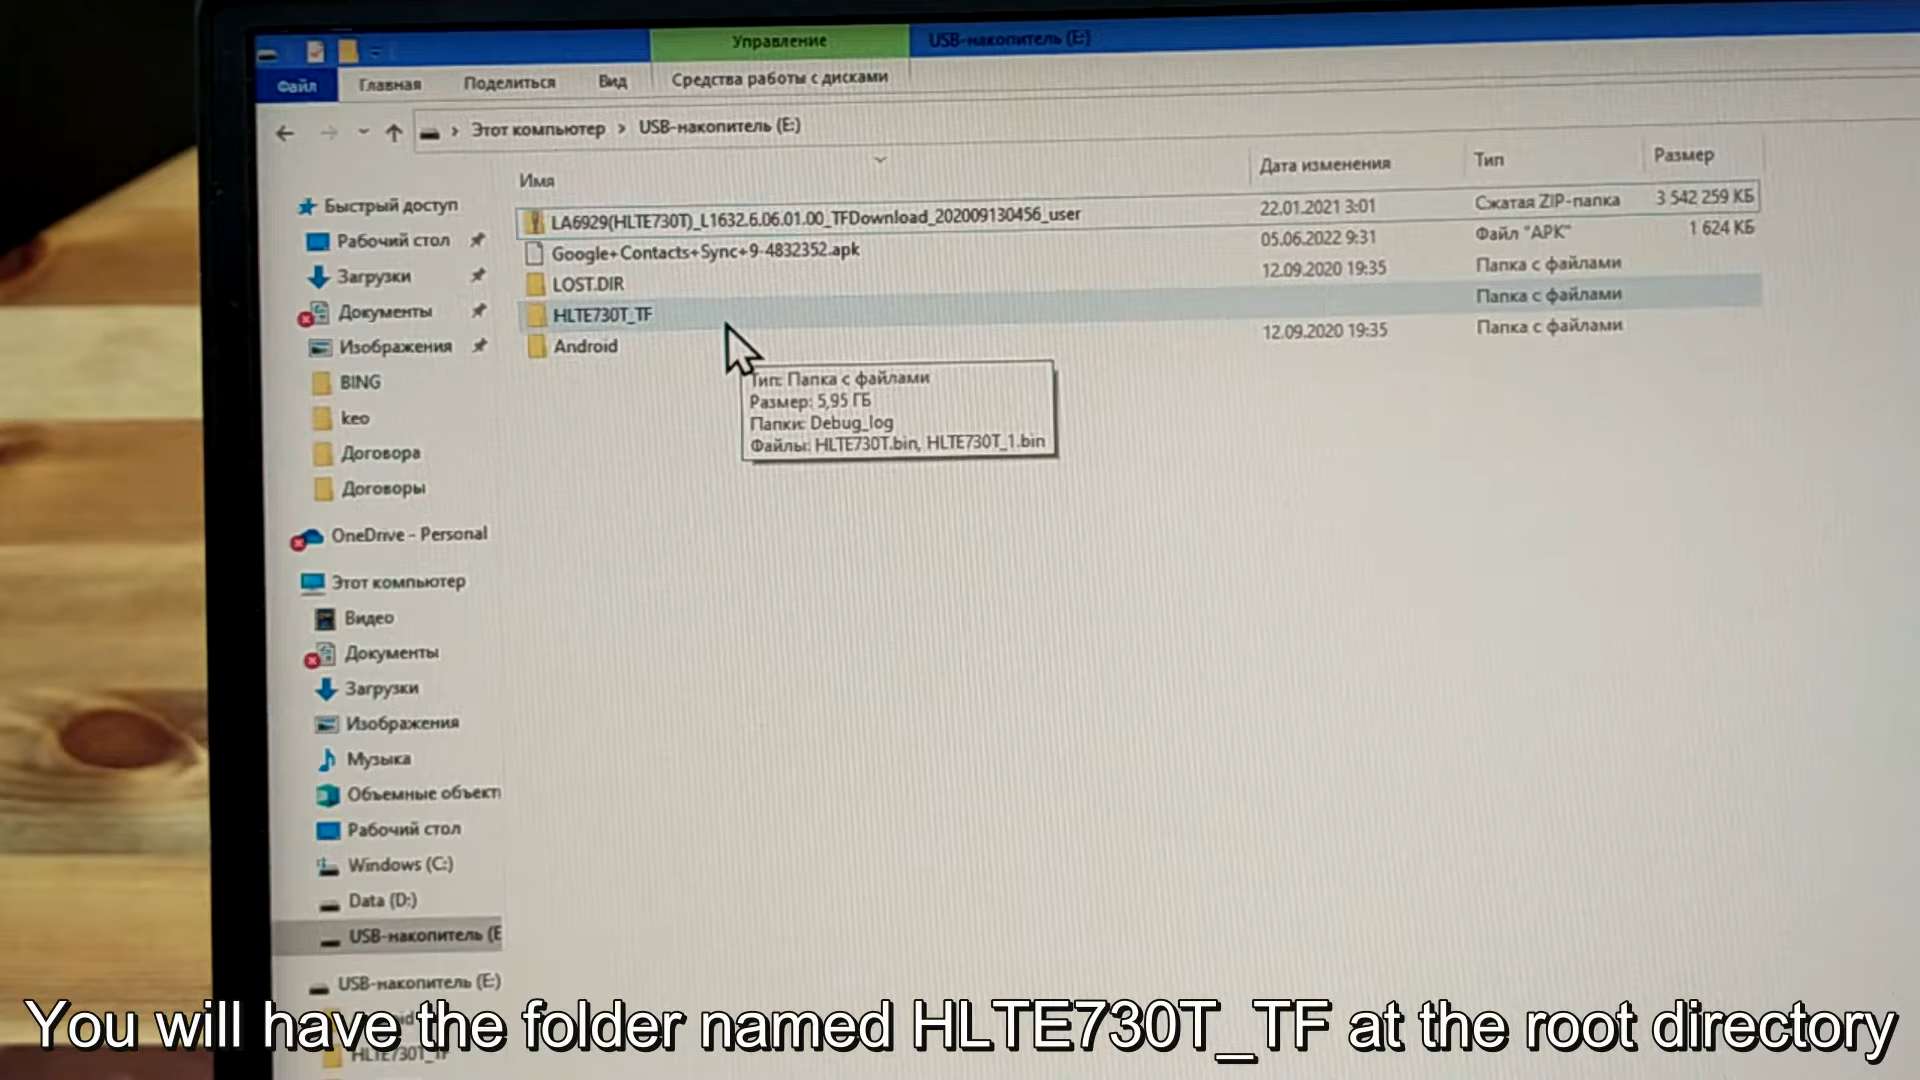 Управление
USB-накопитель (E:)
Файл
Главная
Поделиться
Вид
Средства работы с дисками
Этот компьютер › USB-накопитель (E:)
Имя
Дата изменения
Тип
Размер
LA6929(HLTE730T)_L1632.6.06.01.00_TFDownload_202009130456_user
22.01.2021 3:01
Сжатая ZIP-папка
3 542 259 КБ
Google+Contacts+Sync+9-4832352.apk
05.06.2022 9:31
Файл "APK"
1 624 КБ
LOST.DIR
12.09.2020 19:35
Папка с файлами
HLTE730T_TF
Папка с файлами
Android
12.09.2020 19:35
Папка с файлами
Тип: Папка с файлами
Размер: 5,95 ГБ
Папки: Debug_log
Файлы: HLTE730T.bin, HLTE730T_1.bin
Быстрый доступ
Рабочий стол
Загрузки
Документы
Изображения
BING
keo
Договора
Договоры
OneDrive - Personal
Этот компьютер
Видео
Документы
Загрузки
Изображения
Музыка
Объемные объект
Рабочий стол
Windows (C:)
Data (D:)
USB-накопитель (E
USB-накопитель (E:)
HLTE730T_TF
You will have the folder named HLTE730T_TF at the root directory